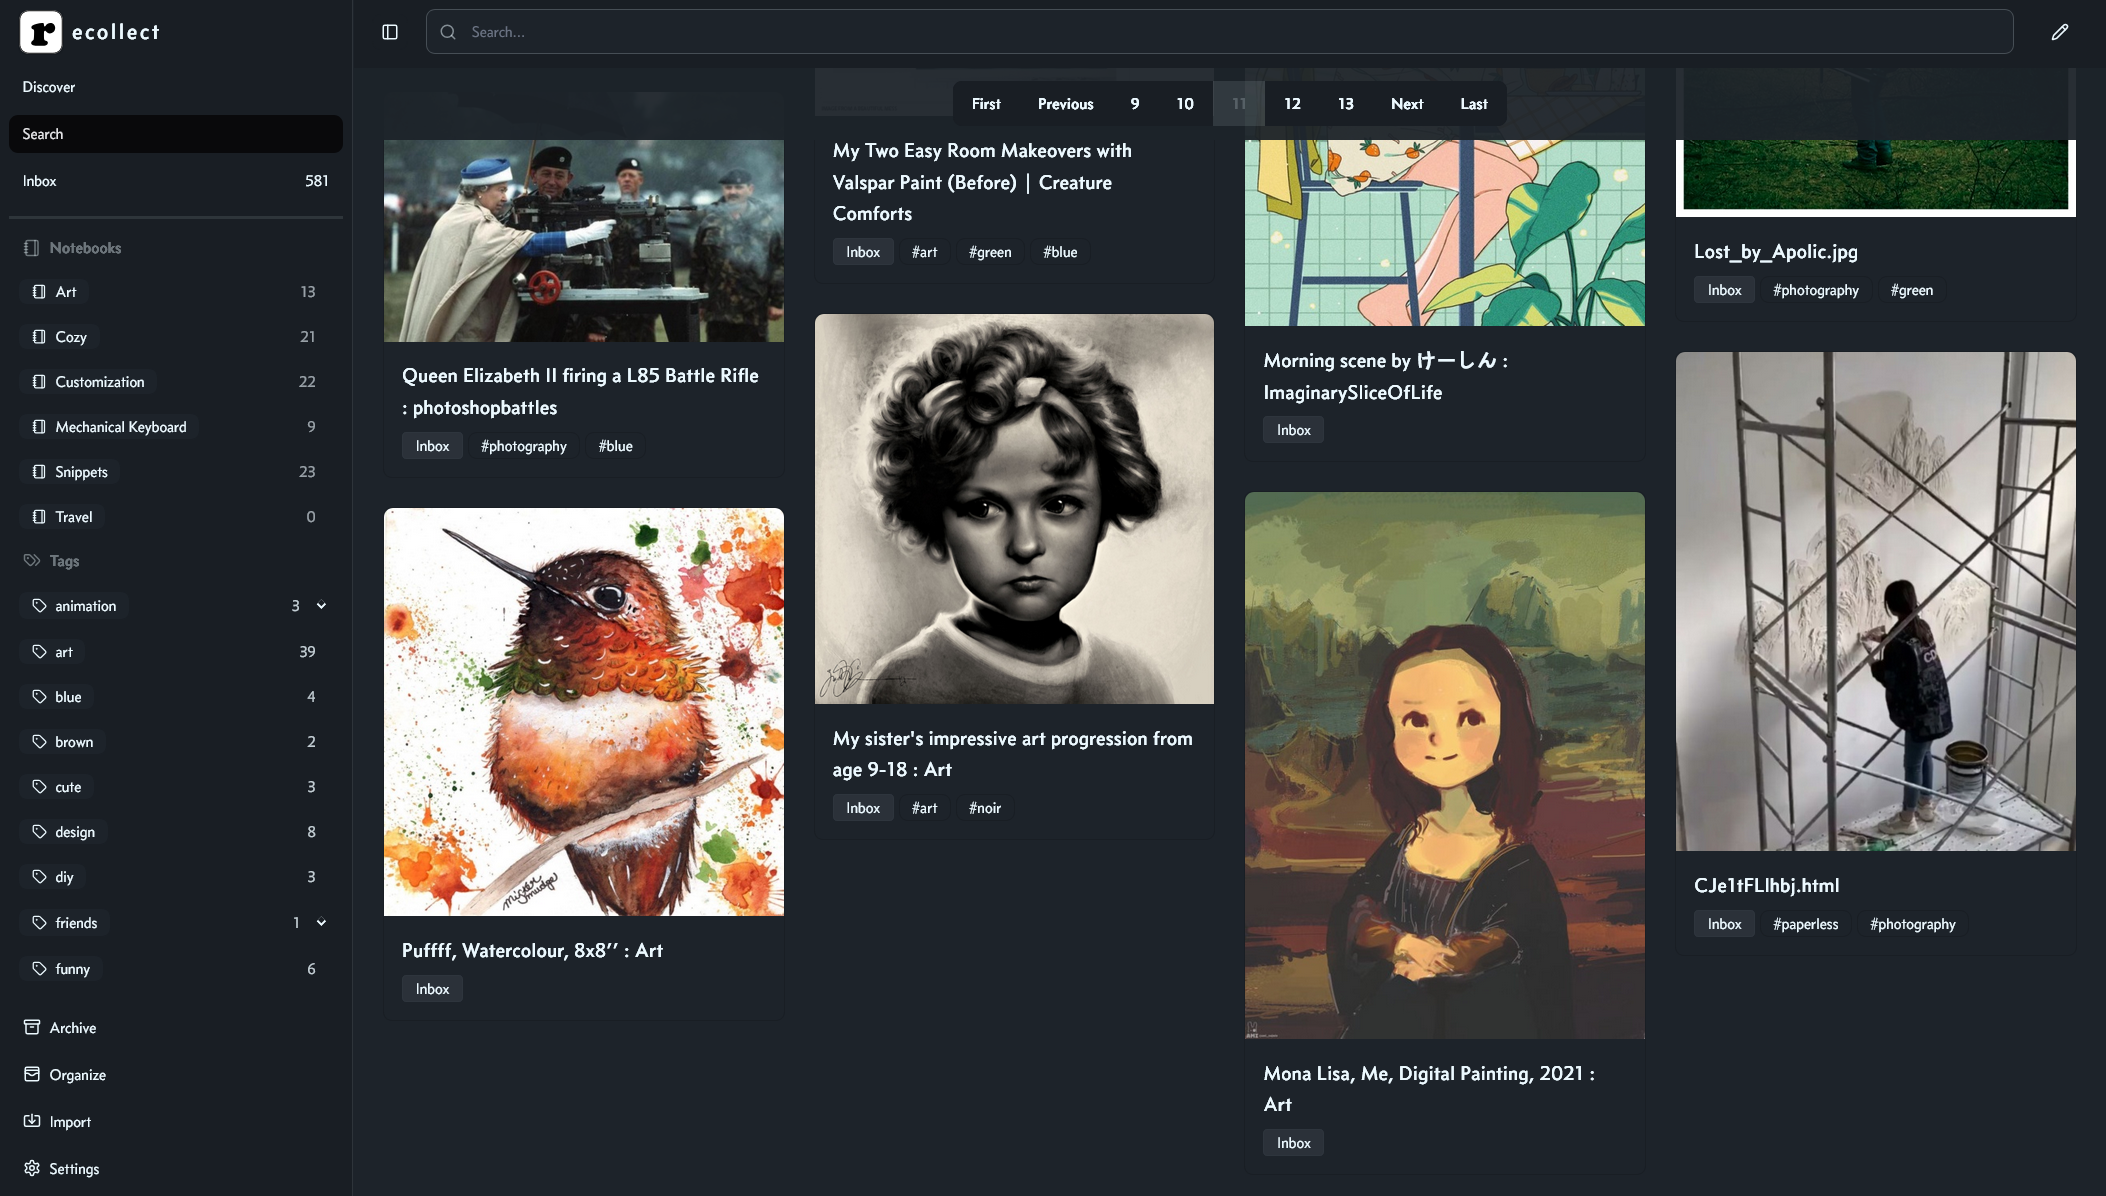 r ecollect
Discover
Search
Inbox 581
Notebooks
Art 13
Cozy 21
Customization 22
Mechanical Keyboard 9
Snippets 23
Travel 0
Tags
animation 3
art 39
blue 4
brown 2
cute 3
design 8
diy 3
friends 1
funny 6
Archive
Organize
Import
Settings
Search...
First Previous 9 10 11 12 13 Next Last
Queen Elizabeth II firing a L85 Battle Rifle
: photoshopbattles
Inbox #photography #blue
Mister
mudge
Puffff, Watercolour, 8x8’’ : Art
Inbox
My Two Easy Room Makeovers with
Valspar Paint (Before) | Creature
Comforts
Inbox #art #green #blue
My sister's impressive art progression from
age 9-18 : Art
Inbox #art #noir
Morning scene by けーしん :
ImaginarySliceOfLife
Inbox
Mona Lisa, Me, Digital Painting, 2021 :
Art
Inbox
Lost_by_Apolic.jpg
Inbox #photography #green
CJe1tFLlhbj.html
Inbox #paperless #photography